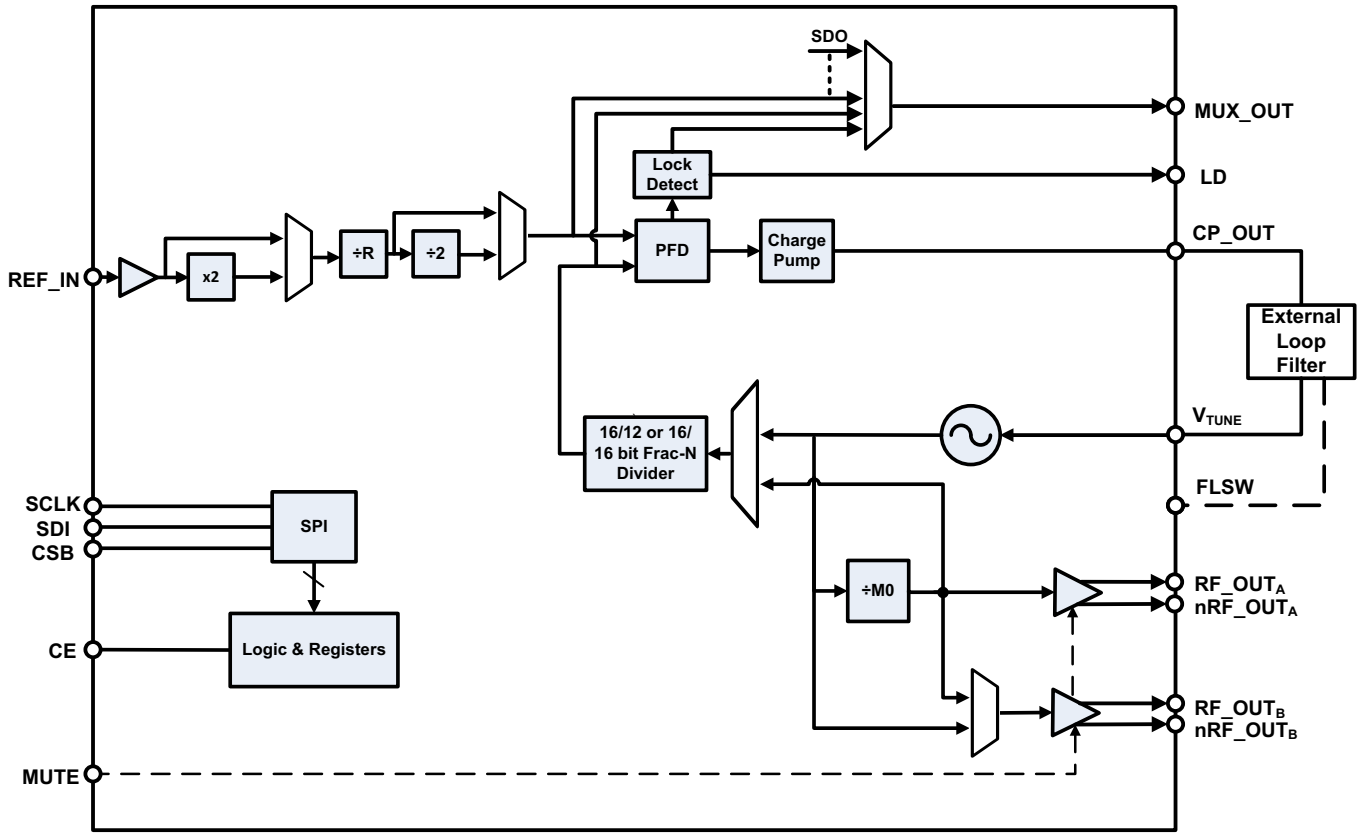 SDO
MUX_OUT
Lock
Detect
LD
CP_OUT
REF_IN
x2
÷R
÷2
PFD
Charge
Pump
External
Loop
Filter
VTUNE
16/12 or 16/
16 bit Frac-N
Divider
FLSW
SCLK
SDI
CSB
SPI
÷M0
RF_OUTA
nRF_OUTA
CE
Logic & Registers
RF_OUTB
nRF_OUTB
MUTE